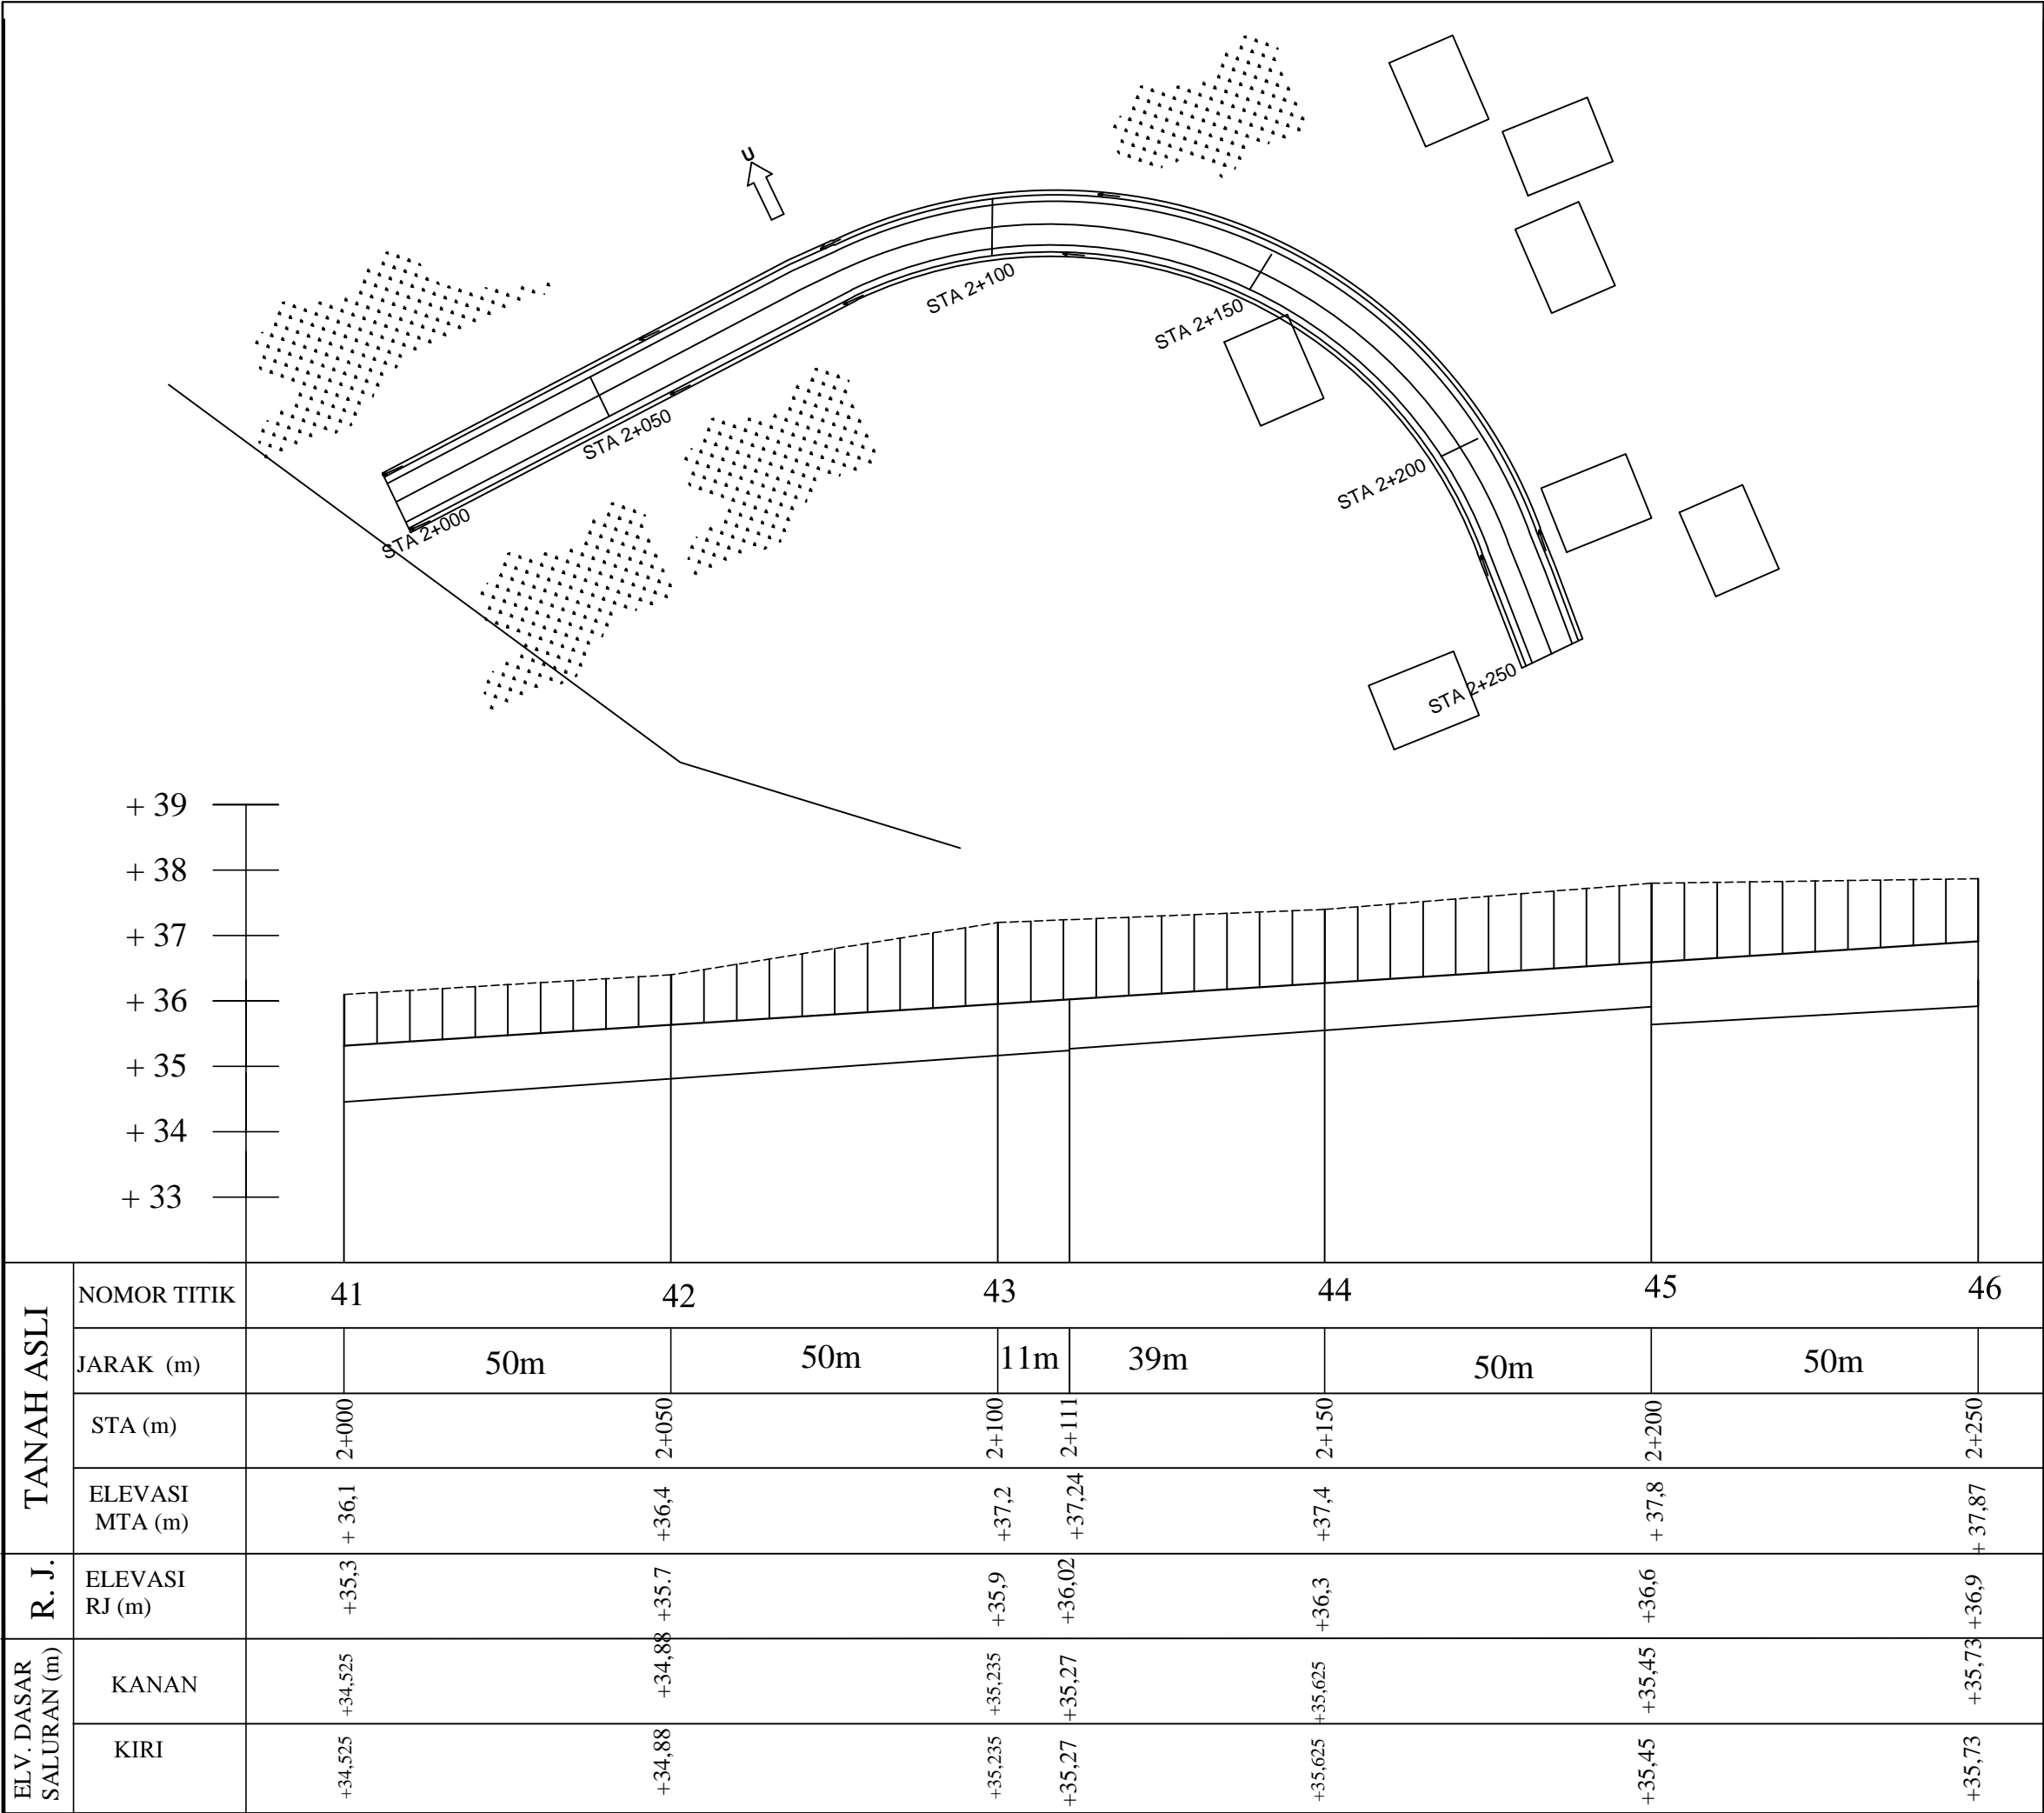 U
STA 2+000
STA 2+050
STA 2+100
STA 2+150
STA 2+200
STA 2+250
+ 39
+ 38
+ 37
+ 36
+ 35
+ 34
+ 33
TANAH ASLI
NOMOR TITIK 41 42 43 44 45 46
JARAK (m) 50m 50m 11m 39m 50m 50m
STA (m) 2+000 2+050 2+100 2+111 2+150 2+200 2+250
ELEVASI
MTA (m)
+ 36,1 +36,4 +37,2 +37,24 +37,4 + 37,8 + 37,87
R. J.
ELEVASI
RJ (m)
+35,3 +35.7 +35,9 +36,02 +36,3 +36,6 +36,9
ELV. DASAR
SALURAN (m)
KANAN +34,525 +34,88 +35,235 +35,27 +35,625 +35,45 +35,73
KIRI +34,525 +34,88 +35,235 +35,27 +35,625 +35,45 +35,73